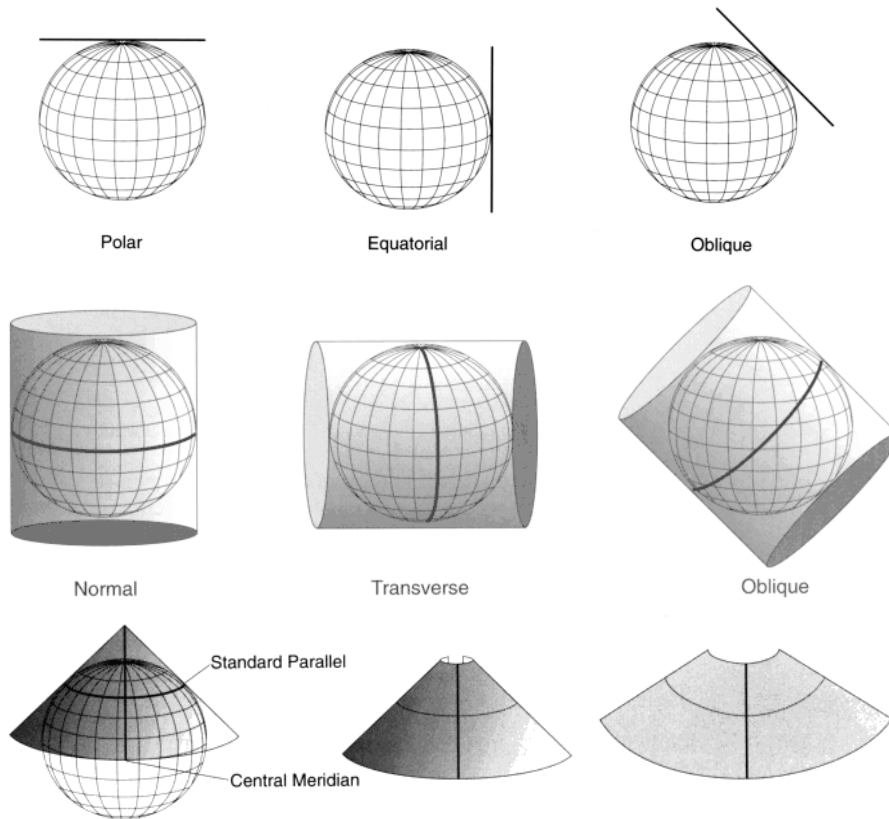 Polar
Equatorial
Oblique
Normal
Transverse
Oblique
Standard Parallel
Central Meridian